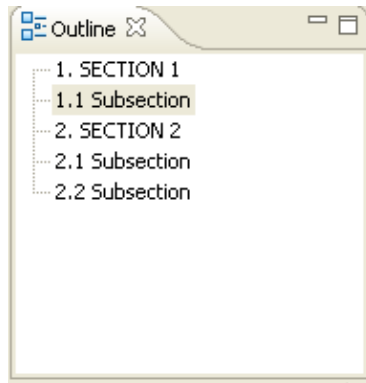 Outline
1. SECTION 1
1.1 Subsection
2. SECTION 2
2.1 Subsection
2.2 Subsection